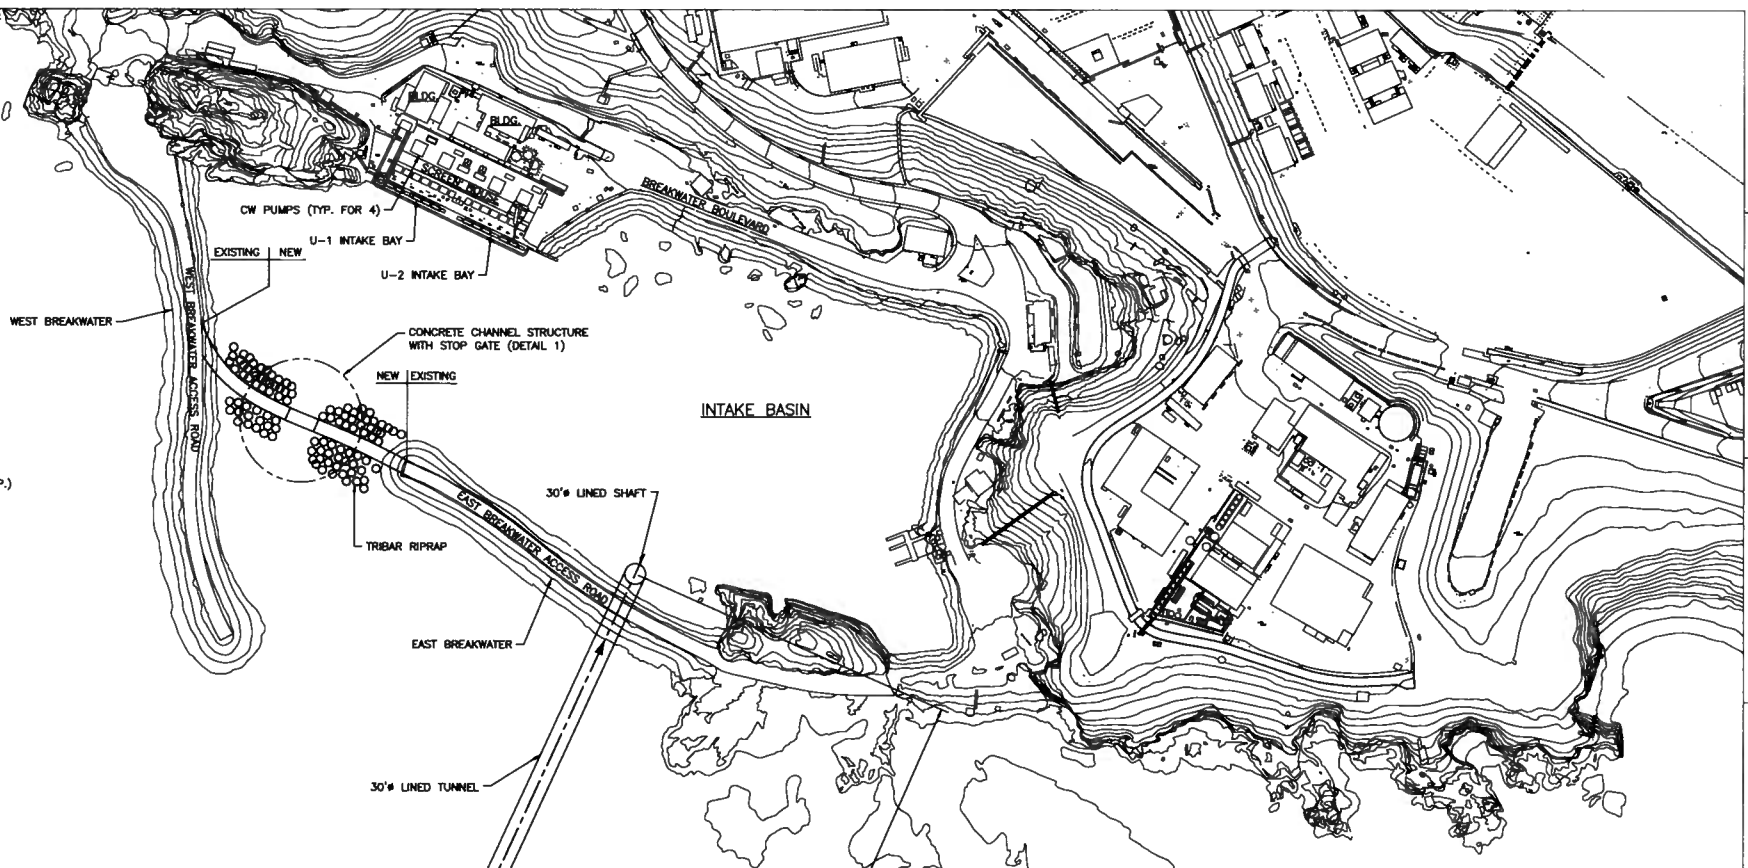 BLDG.
BLDG.
SCREEN HOUSE
CW PUMPS (TYP. FOR 4)
U-1 INTAKE BAY
U-2 INTAKE BAY
BREAKWATER BOULEVARD
EXISTING NEW
WEST BREAKWATER
WEST BREAKWATER ACCESS ROAD
CONCRETE CHANNEL STRUCTURE
WITH STOP GATE (DETAIL 1)
NEW EXISTING
INTAKE BASIN
P.)
30'ø LINED SHAFT
EAST BREAKWATER ACCESS ROAD
TRIBAR RIPRAP
EAST BREAKWATER
30'ø LINED TUNNEL